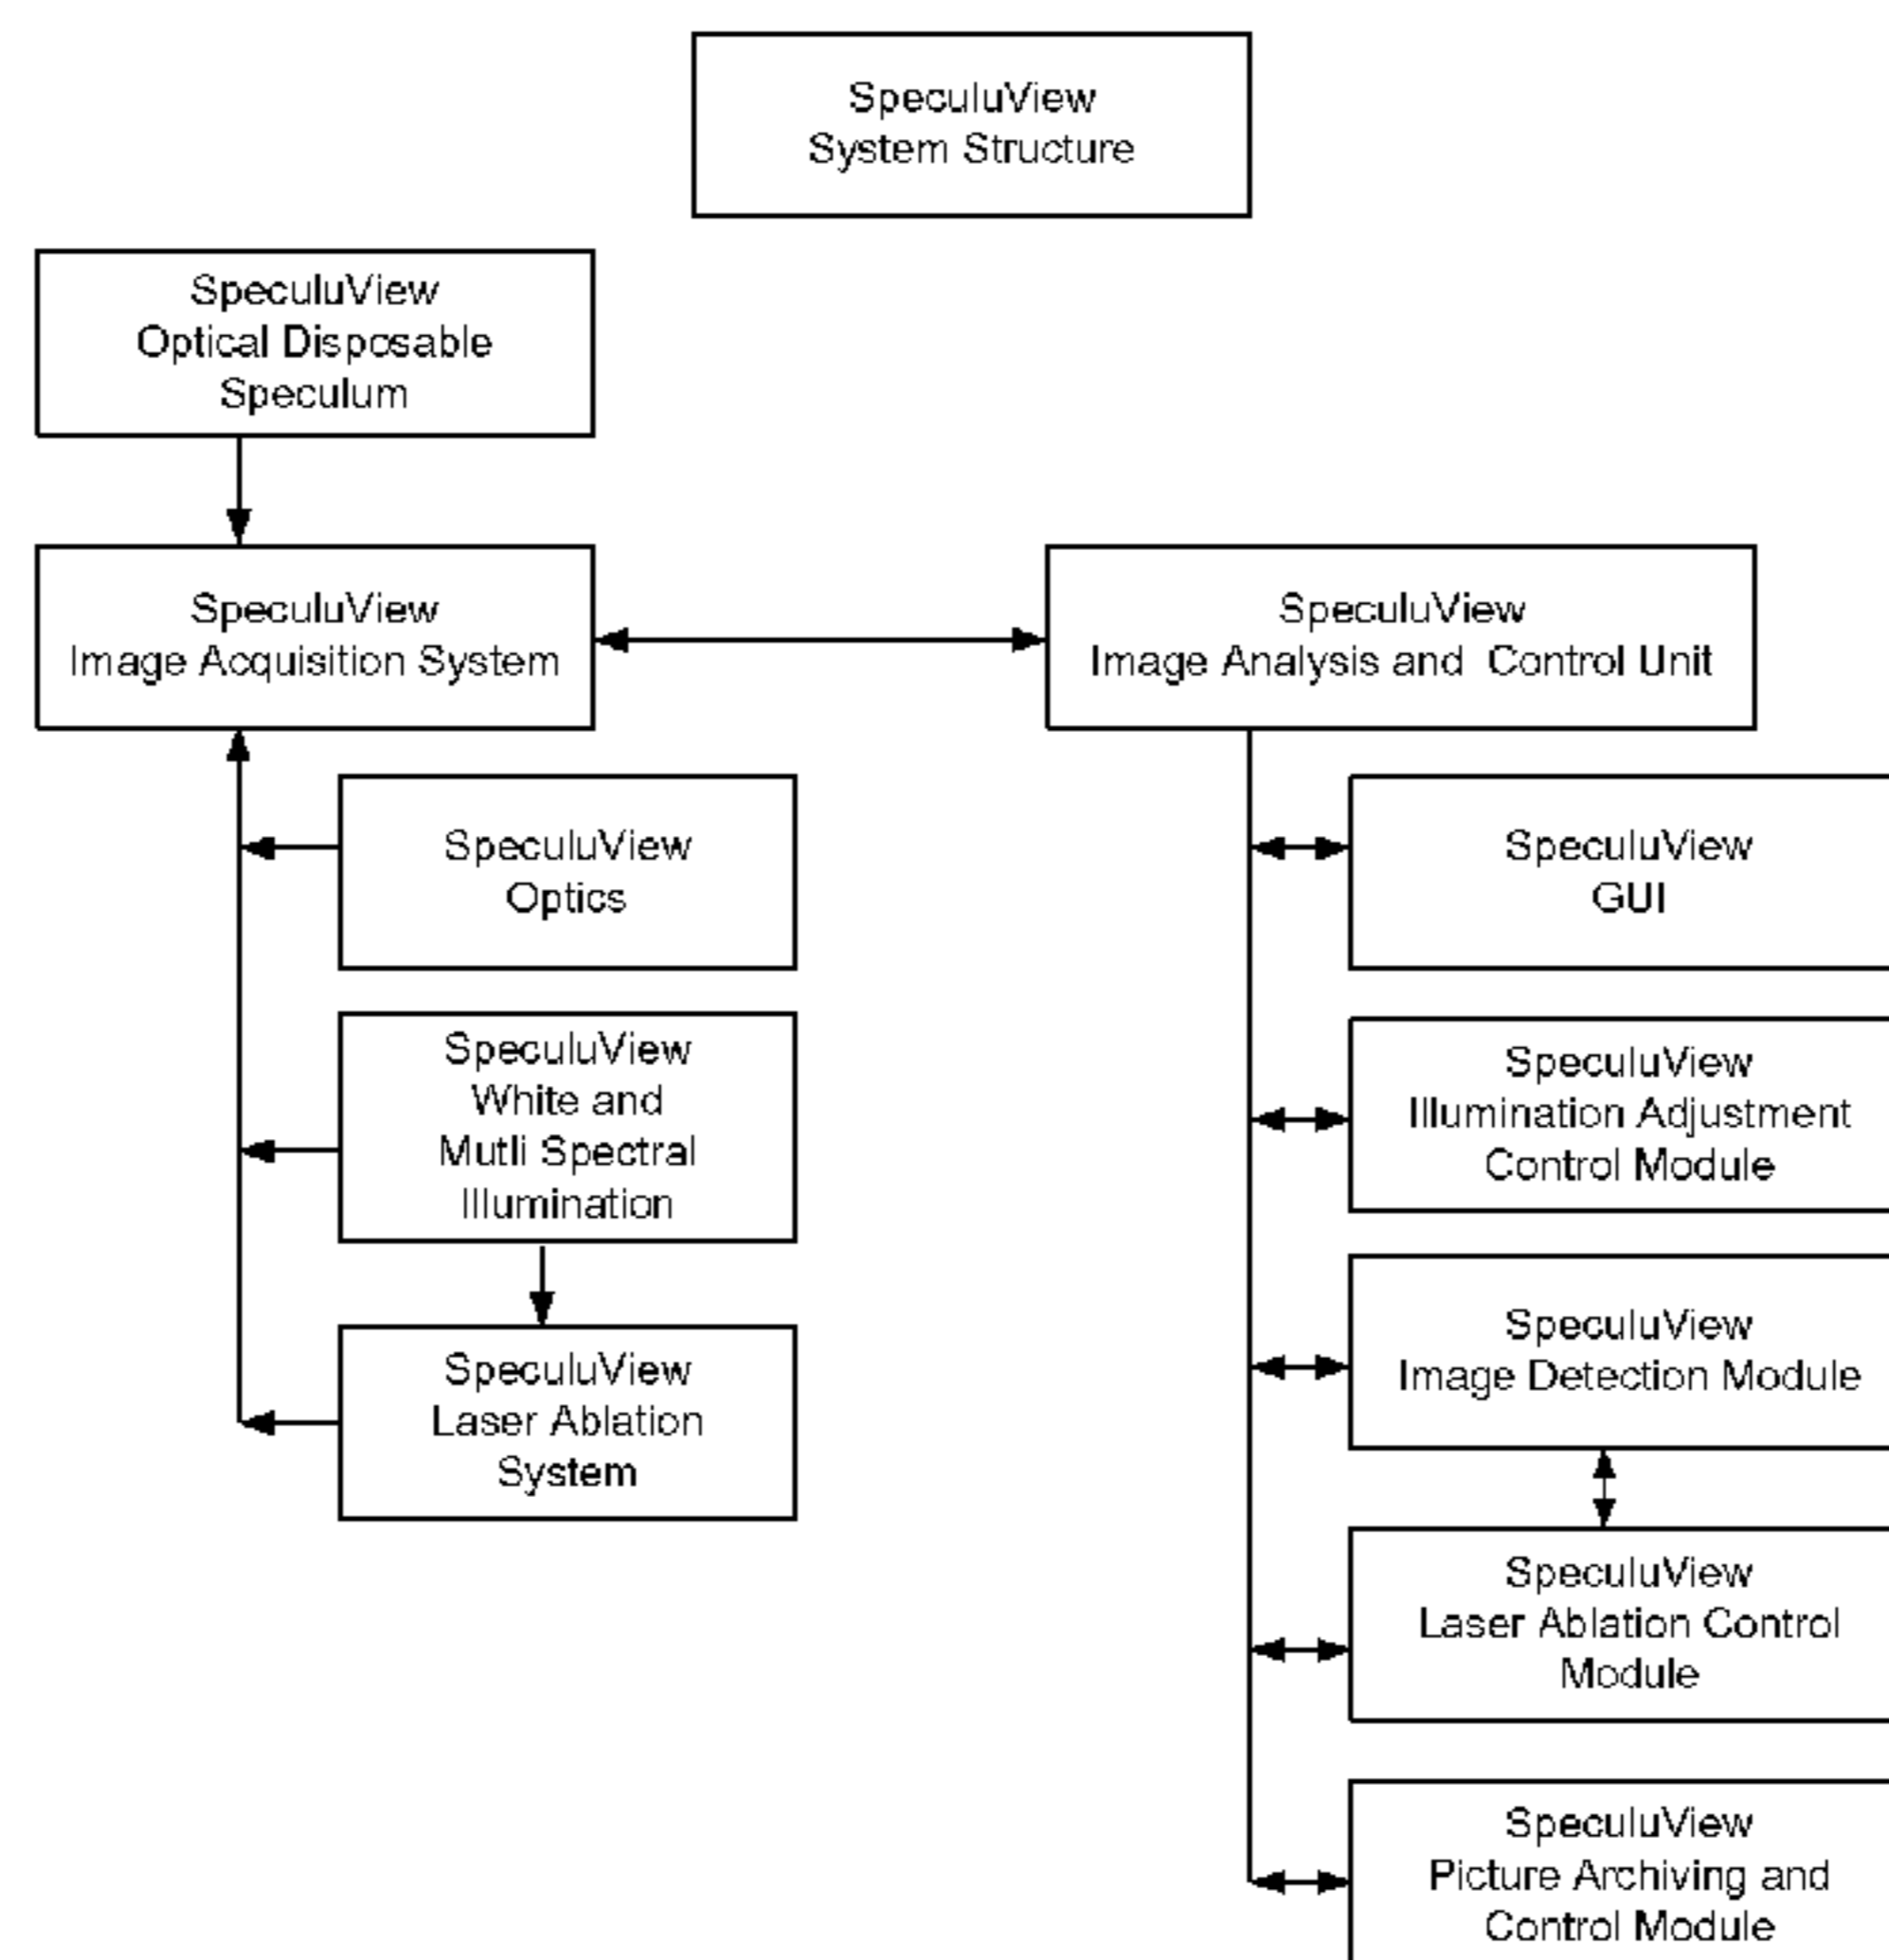 SpeculuView
System Structure
SpeculuView
Optical Disposable
Speculum
SpeculuView
Image Acquisition System
SpeculuView
Image Analysis and Control Unit
SpeculuView
Optics
SpeculuView
White and
Mutli Spectral
Illumination
SpeculuView
Laser Ablation
System
SpeculuView
GUI
SpeculuView
Illumination Adjustment
Control Module
SpeculuView
Image Detection Module
SpeculuView
Laser Ablation Control
Module
SpeculuView
Picture Archiving and
Control Module